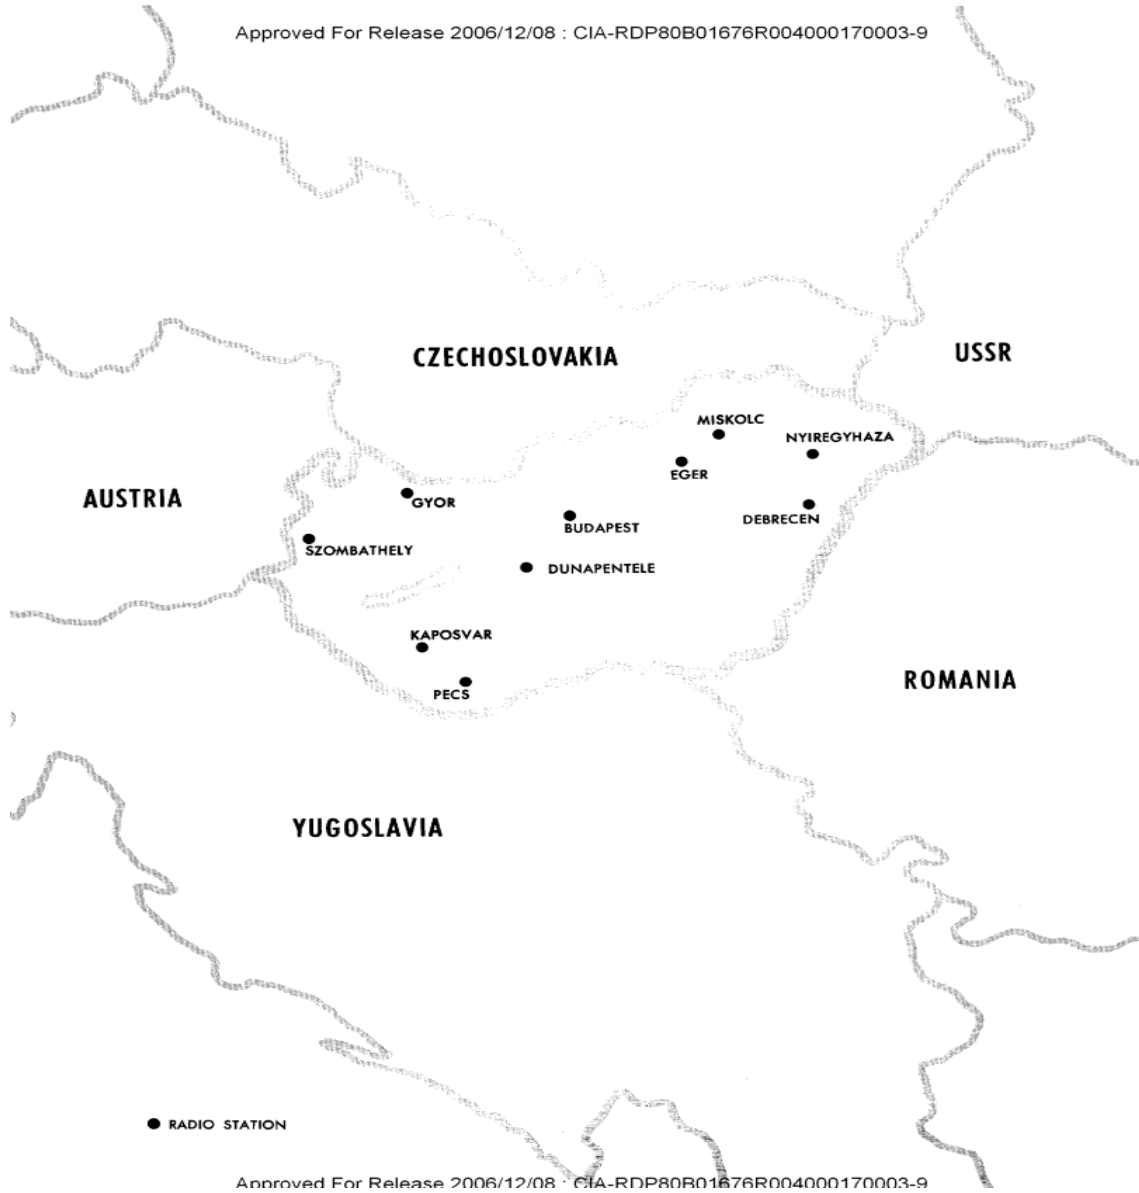 Approved For Release 2006/12/08 : CIA-RDP80B01676R004000170003-9
CZECHOSLOVAKIA
USSR
MISKOLC
NYIREGYHAZA
EGER
AUSTRIA
GYOR
DEBRECEN
BUDAPEST
SZOMBATHELY
DUNAPENTELE
KAPOSVAR
ROMANIA
PECS
YUGOSLAVIA
RADIO STATION
Approved For Release 2006/12/08 : CIA-RDP80B01676R004000170003-9